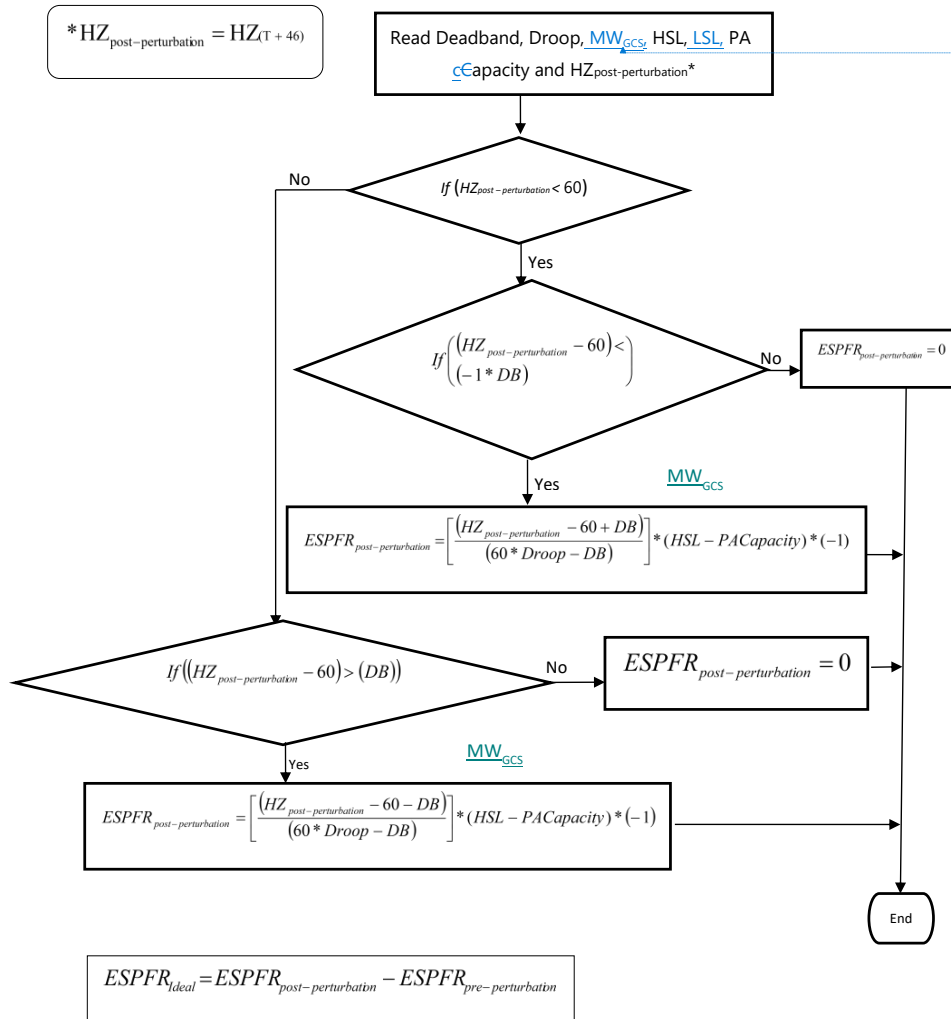 *HZpost−perturbation = HZ(T + 46)
Read Deadband, Droop, MWGCS, HSL, LSL, PA
cCapacity and HZpost-perturbation*
If (HZpost − perturbation < 60)
No
Yes
If((HZpost−perturbation − 60) <
(−1 * DB))
No
ESPFRpost−perturbation = 0
Yes
MWGCS
ESPFRpost−perturbation = [(HZpost−perturbation − 60 + DB) / (60 * Droop − DB)] * (HSL − PACapacity) * (−1)
If((HZpost−perturbation − 60) > (DB))
No
ESPFRpost−perturbation = 0
Yes
MWGCS
ESPFRpost−perturbation = [(HZpost−perturbation − 60 − DB) / (60 * Droop − DB)] * (HSL − PACapacity) * (−1)
End
ESPFRIdeal = ESPFRpost−perturbation − ESPFRpre−perturbation